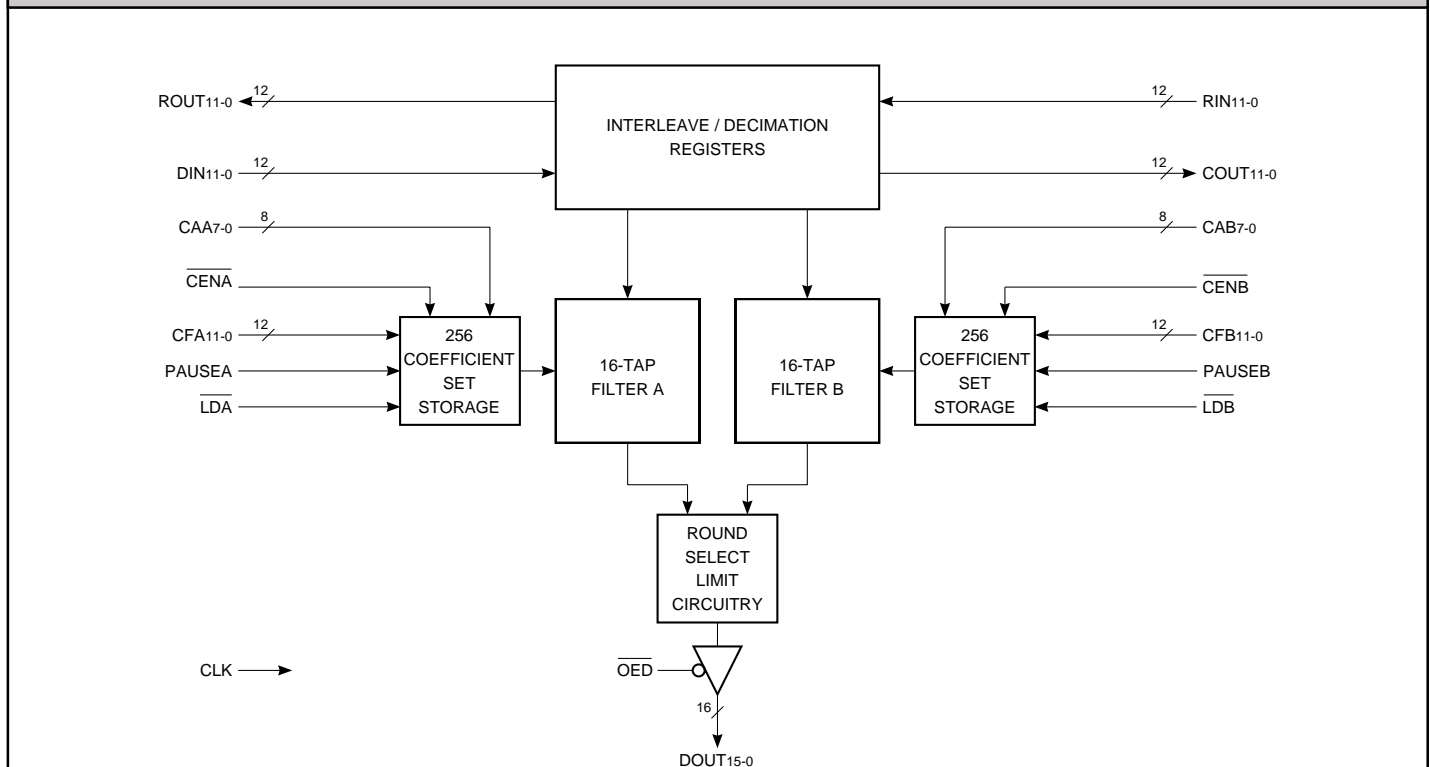 12
ROUT11-0
12
RIN11-0
INTERLEAVE / DECIMATION
REGISTERS
12
DIN11-0
12
COUT11-0
8
CAA7-0
8
CAB7-0
CENA
CENB
12
CFA11-0
12
CFB11-0
PAUSEA
PAUSEB
LDA
LDB
256
COEFFICIENT
SET
STORAGE
16-TAP
FILTER A
16-TAP
FILTER B
256
COEFFICIENT
SET
STORAGE
ROUND
SELECT
LIMIT
CIRCUITRY
CLK
OED
16
DOUT15-0